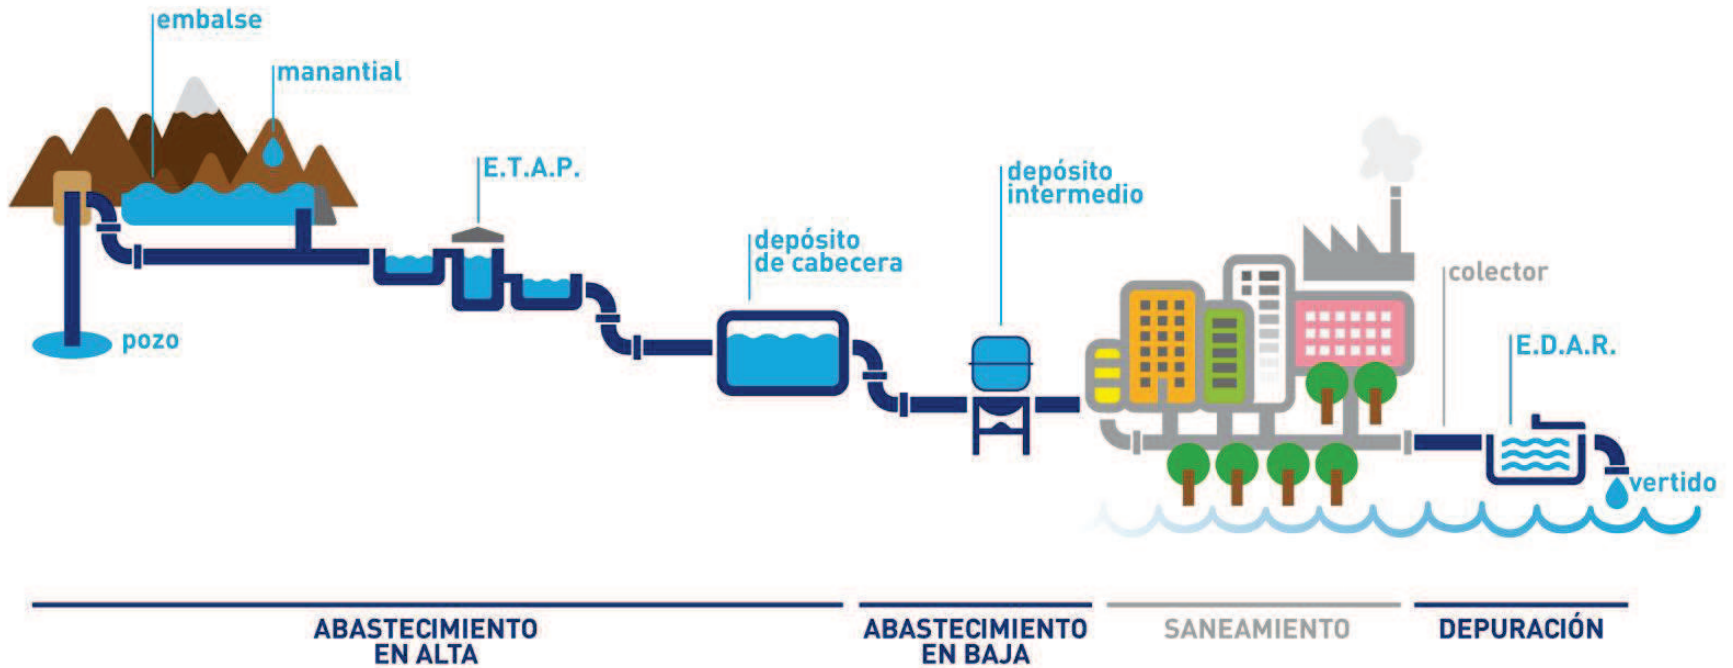 embalse
manantial
E.T.A.P.
depósito
intermedio
depósito
de cabecera
colector
pozo
E.D.A.R.
vertido
ABASTECIMIENTO
EN ALTA
ABASTECIMIENTO
EN BAJA
SANEAMIENTO
DEPURACIÓN